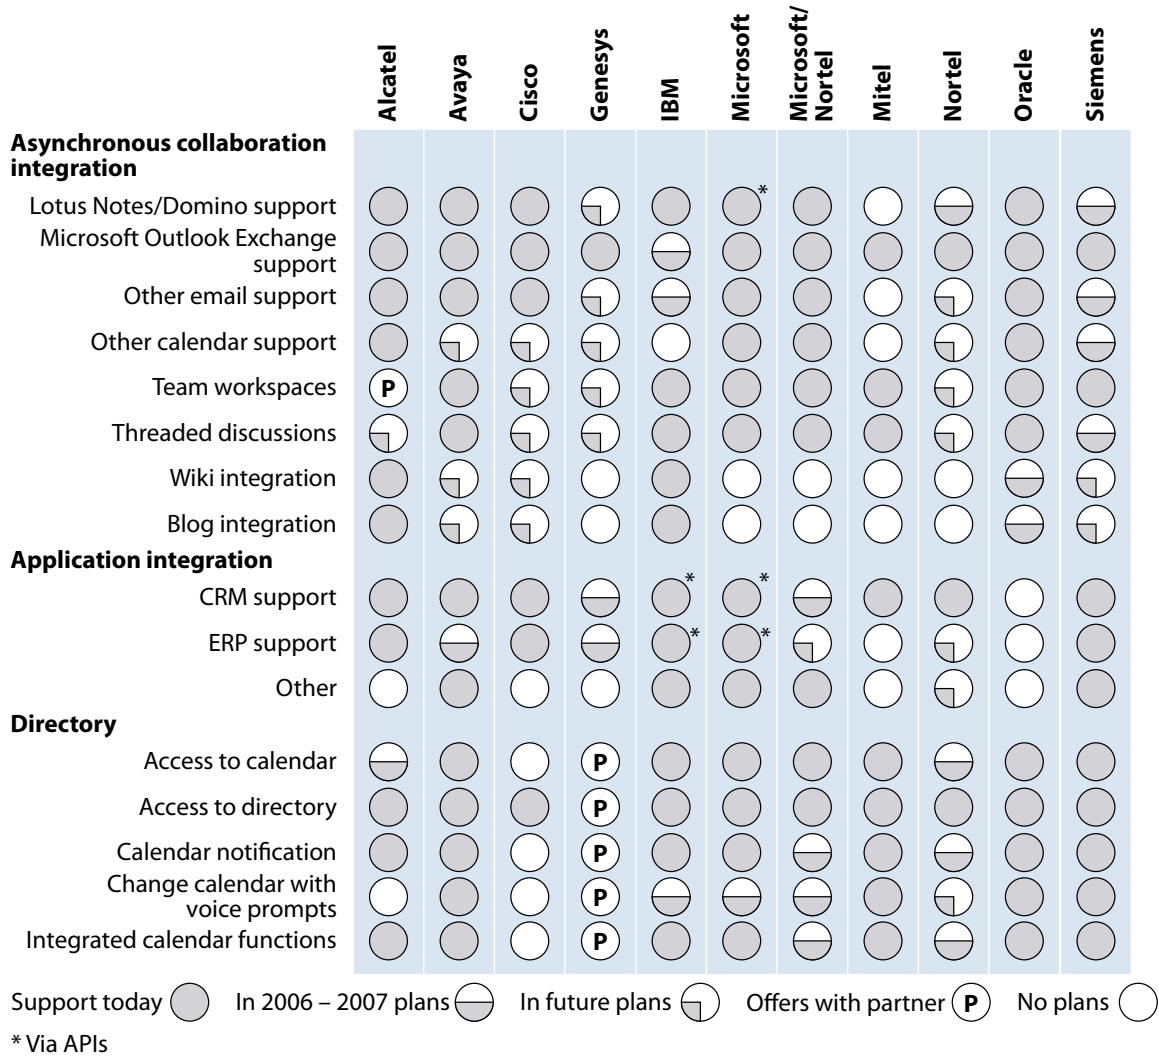 Alcatel
Avaya
Cisco
Genesys
IBM
Microsoft
Microsoft/
Nortel
Mitel
Nortel
Oracle
Siemens
Asynchronous collaboration
integration
Lotus Notes/Domino support
*
Microsoft Outlook Exchange
support
Other email support
Other calendar support
Team workspaces
P
Threaded discussions
Wiki integration
Blog integration
Application integration
CRM support
* *
ERP support
* *
Other
Directory
Access to calendar
P
Access to directory
P
Calendar notification
P
Change calendar with
voice prompts
P
Integrated calendar functions
P
Support today In 2006 – 2007 plans In future plans Offers with partner P No plans
* Via APIs